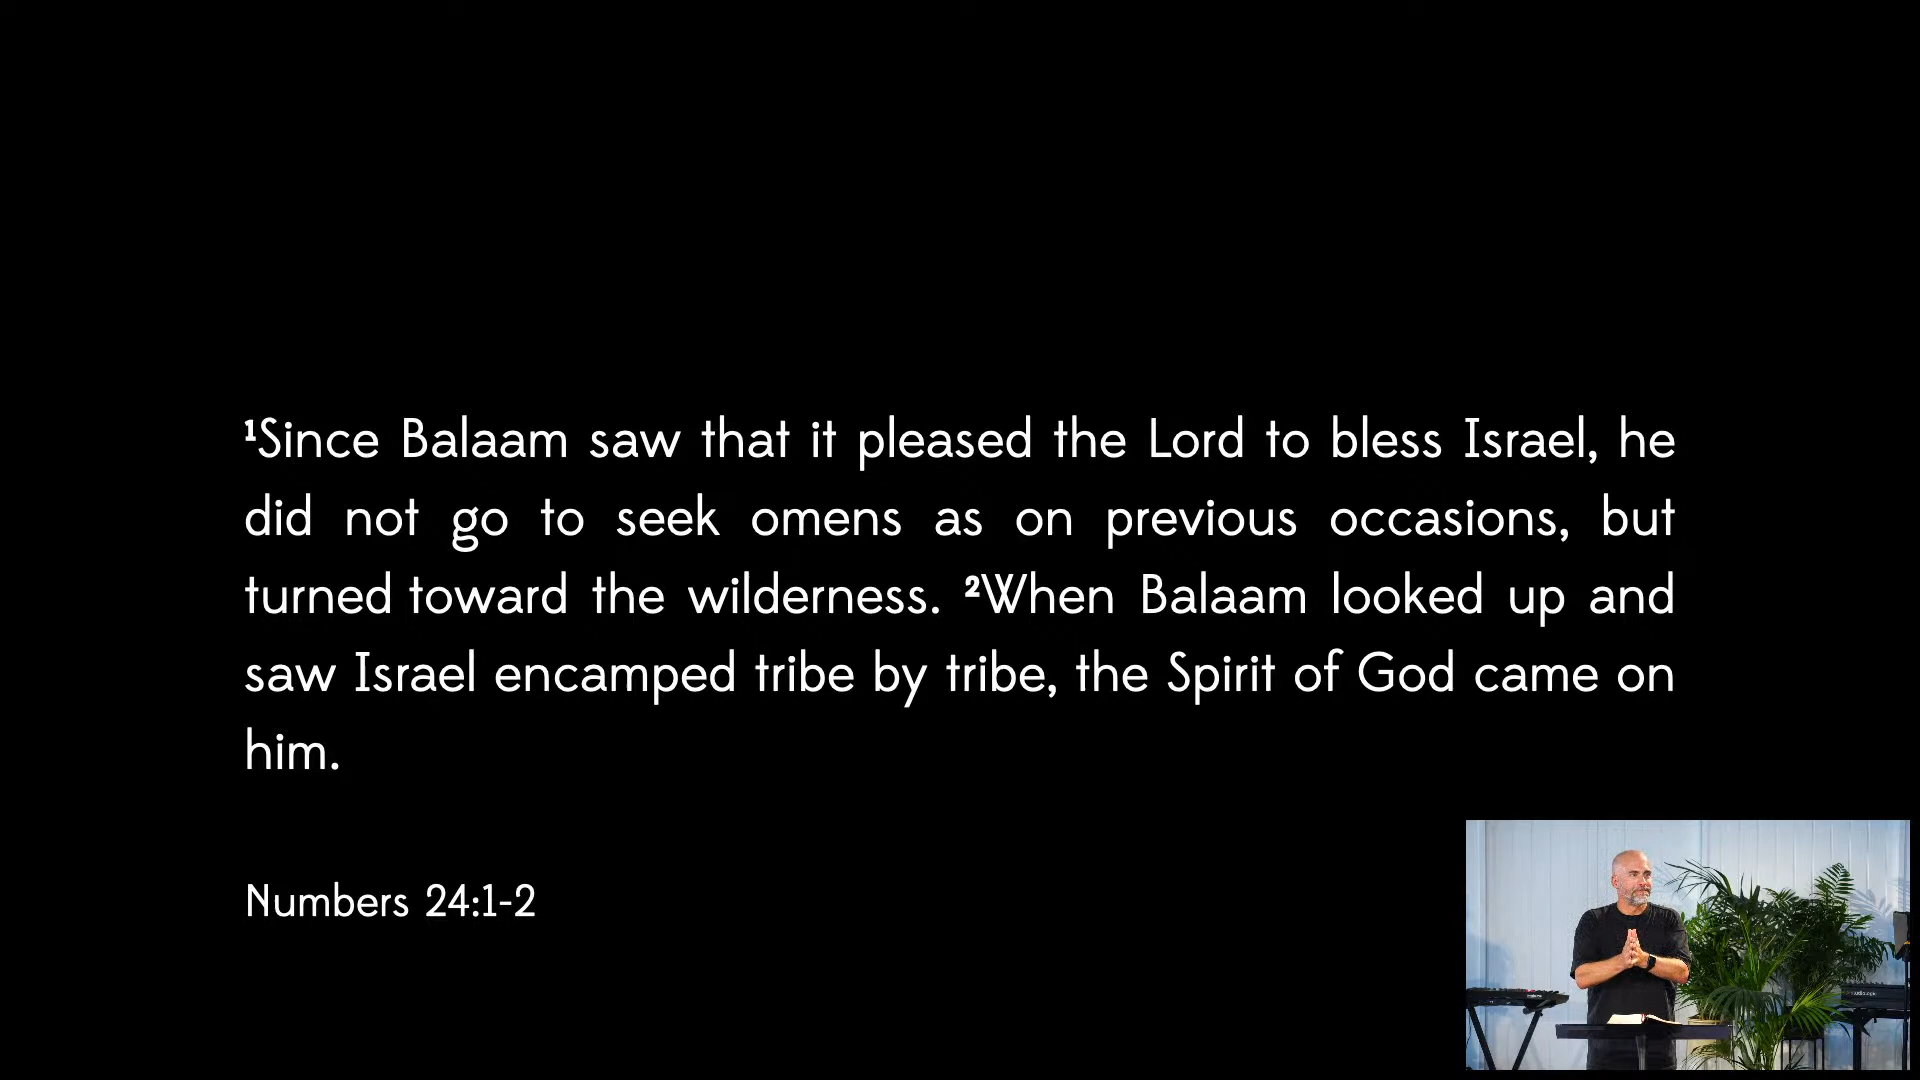 ¹Since Balaam saw that it pleased the Lord to bless Israel, he
did not go to seek omens as on previous occasions, but
turned toward the wilderness. ²When Balaam looked up and
saw Israel encamped tribe by tribe, the Spirit of God came on
him.
Numbers 24:1-2